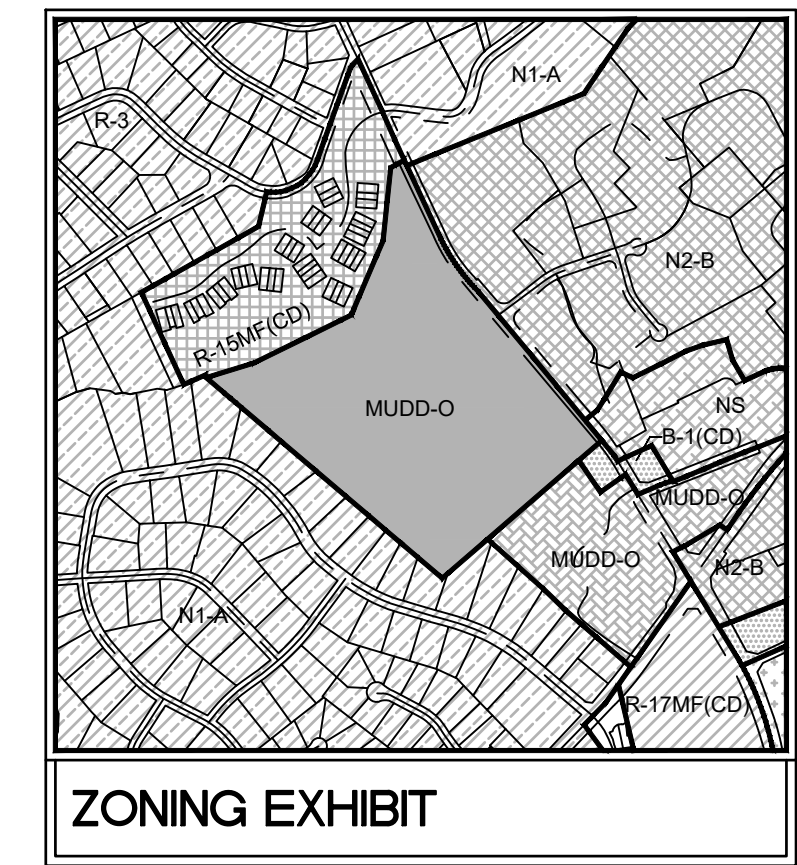 N1-A
R-3
N2-B
R-15MF(CD)
MUDD-O
NS
B-1(CD)
MUDD-O
MUDD-O
N2-B
N1-A
R-17MF(CD)
ZONING EXHIBIT